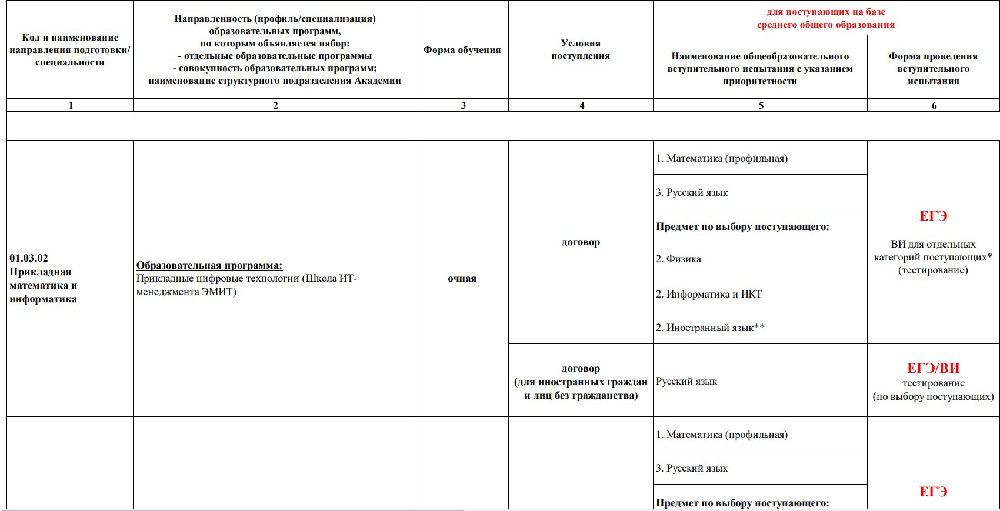 Код и наименование
направления подготовки/
специальности
Направленность (профиль/специализация)
образовательных программ,
по которым объявляется набор:
- отдельные образовательные программы
- совокупность образовательных программ;
наименование структурного подразделения Академии
Форма обучения
Условия
поступления
для поступающих на базе
среднего общего образования
Наименование общеобразовательного
вступительного испытания с указанием
приоритетности
Форма проведения
вступительного
испытания
1
2
3
4
5
6
01.03.02
Прикладная
математика и
информатика
Образовательная программа:
Прикладные цифровые технологии (Школа ИТ-
менеджмента ЭМИТ)
очная
договор
1. Математика (профильная)
3. Русский язык
Предмет по выбору поступающего:
2. Физика
2. Информатика и ИКТ
2. Иностранный язык**
ЕГЭ
ВИ для отдельных
категорий поступающих*
(тестирование)
договор
(для иностранных граждан
и лиц без гражданства)
Русский язык
ЕГЭ/ВИ
тестирование
(по выбору поступающих)
1. Математика (профильная)
3. Русский язык
Предмет по выбору поступающего:
ЕГЭ